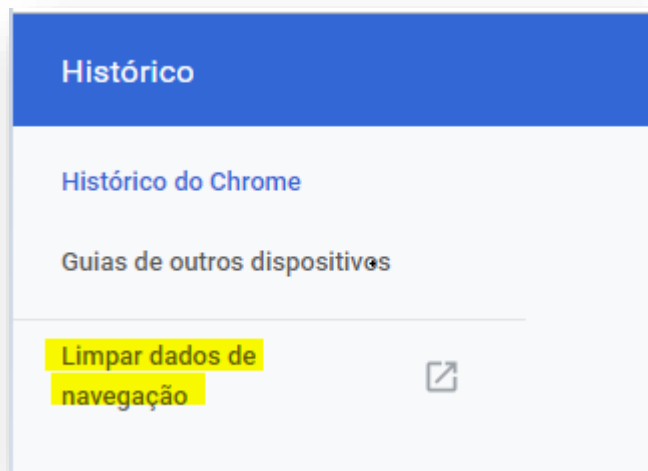 Histórico
Histórico do Chrome
Guias de outros dispositivos
Limpar dados de
navegação